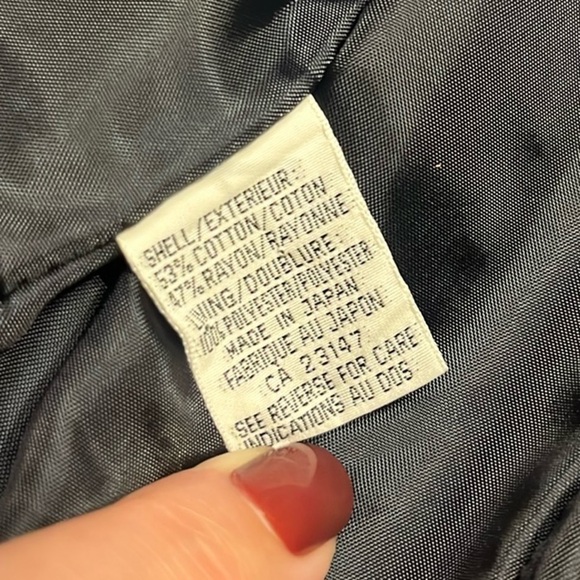 SHELL/EXTERIEUR:
53% COTTON/COTON
47% RAYON/RAYONNE
LINING/DOUBLURE:
100% POLYESTER/POLYESTER
MADE IN JAPAN
FABRIQUE AU JAPON
CA 23147
SEE REVERSE FOR CARE
INDICATIONS AU DOS